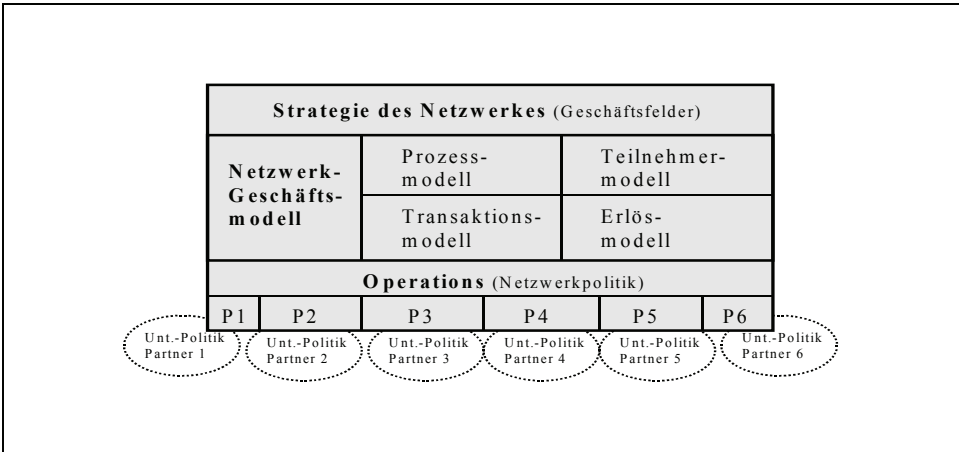 Strategie des Netzwerkes (Geschäftsfelder)
Netzwerk-
Geschäfts-
modell
Prozess-
modell
Teilnehmer-
modell
Transaktions-
modell
Erlös-
modell
Operations (Netzwerkpolitik)
P1 P2 P3 P4 P5 P6
Unt.-Politik
Partner 1
Unt.-Politik
Partner 2
Unt.-Politik
Partner 3
Unt.-Politik
Partner 4
Unt.-Politik
Partner 5
Unt.-Politik
Partner 6